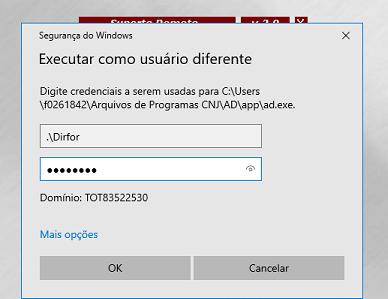 Suporte Remoto v 2.0 X
Segurança do Windows
Executar como usuário diferente
Digite credenciais a serem usadas para C:\Users
\f0261842\Arquivos de Programas CNJ\AD\app\ad.exe.
.\Dirfor
●●●●●●●●
Domínio: TOT83522530
Mais opções
OK Cancelar